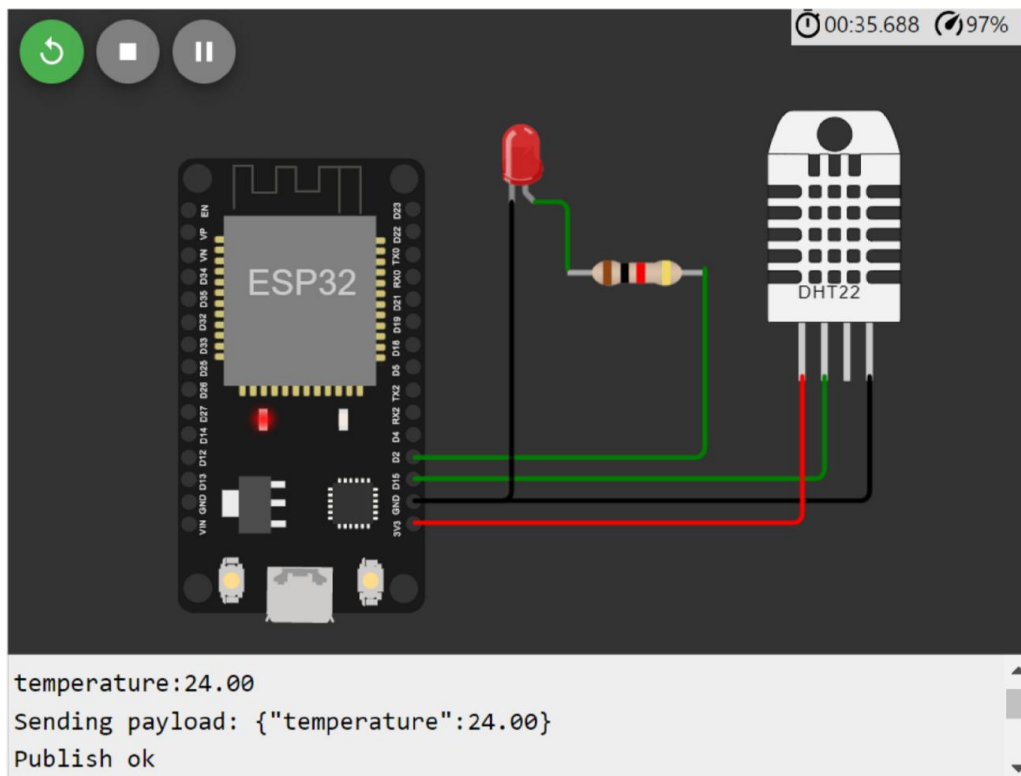 00:35.688 97%
ESP32
EN
VP
VN
D34
D35
D32
D33
D25
D26
D27
D14
D12
D13
GND
VIN
D23
D22
TX0
RX0
D21
D19
D18
D5
TX2
RX2
D4
D2
D15
GND
3V3
DHT22
temperature:24.00
Sending payload: {"temperature":24.00}
Publish ok